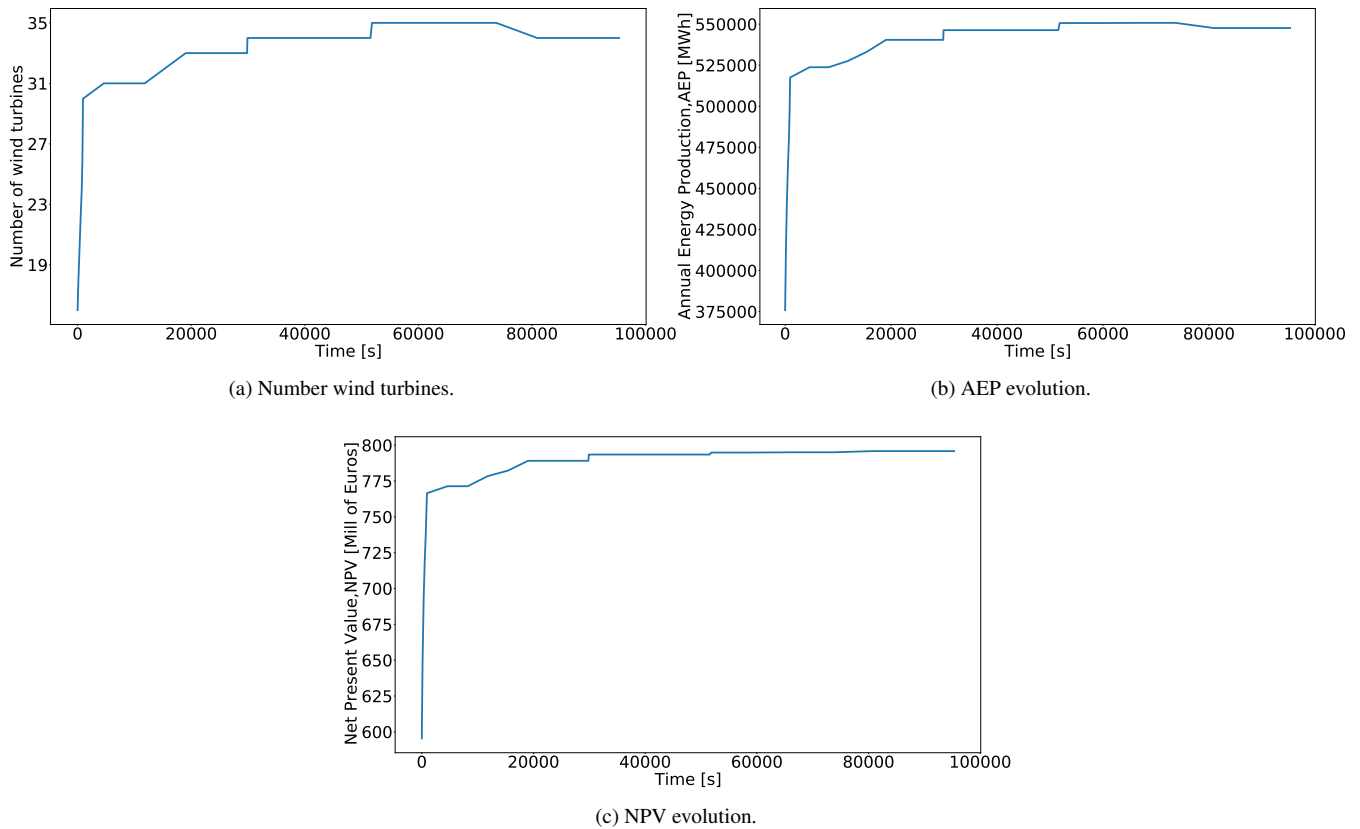 35
31
27
23
19
Number of wind turbines
0 20000 40000 60000 80000 100000
Time [s]
(a) Number wind turbines.
550000
525000
500000
475000
450000
425000
400000
375000
Annual Energy Production,AEP [MWh]
0 20000 40000 60000 80000 100000
Time [s]
(b) AEP evolution.
800
775
750
725
700
675
650
625
600
Net Present Value,NPV [Mill of Euros]
0 20000 40000 60000 80000 100000
Time [s]
(c) NPV evolution.